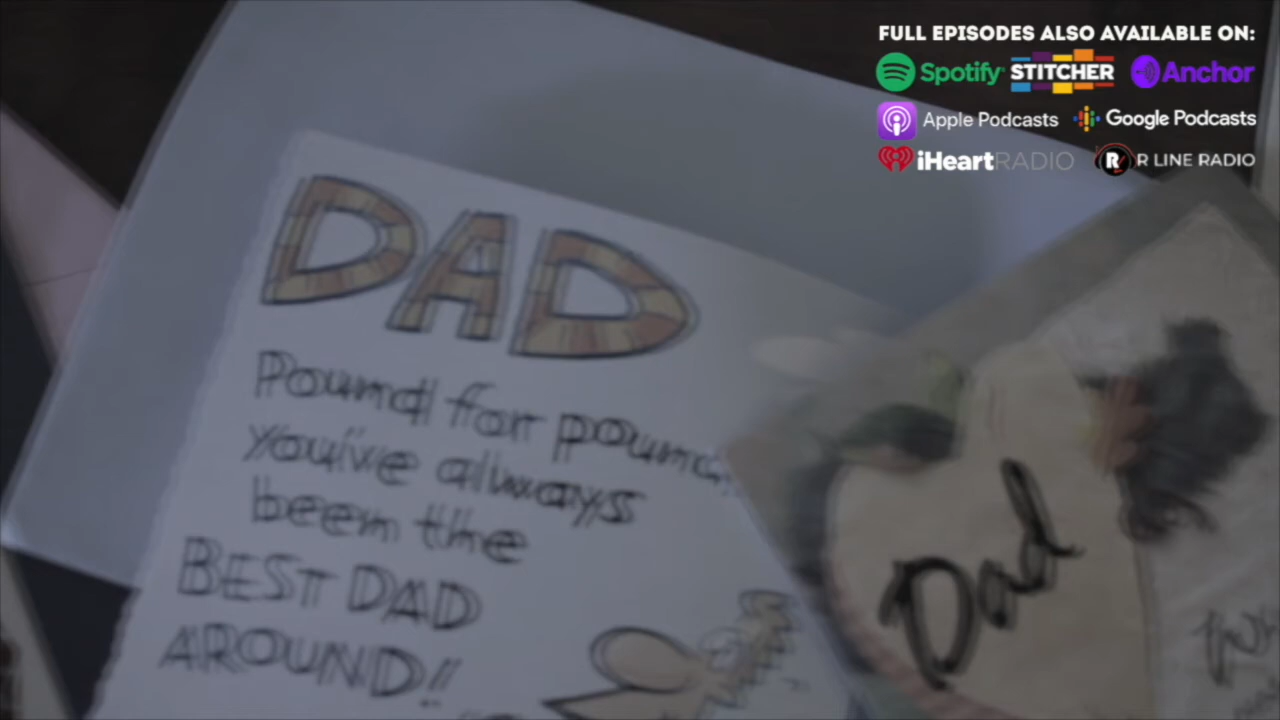 FULL EPISODES ALSO AVAILABLE ON:
Spotify STITCHER Anchor
Apple Podcasts Google Podcasts
iHeartRADIO R R LINE RADIO
DAD
Pound for pound,
you've always
been the
BEST DAD
AROUND!!
Dad